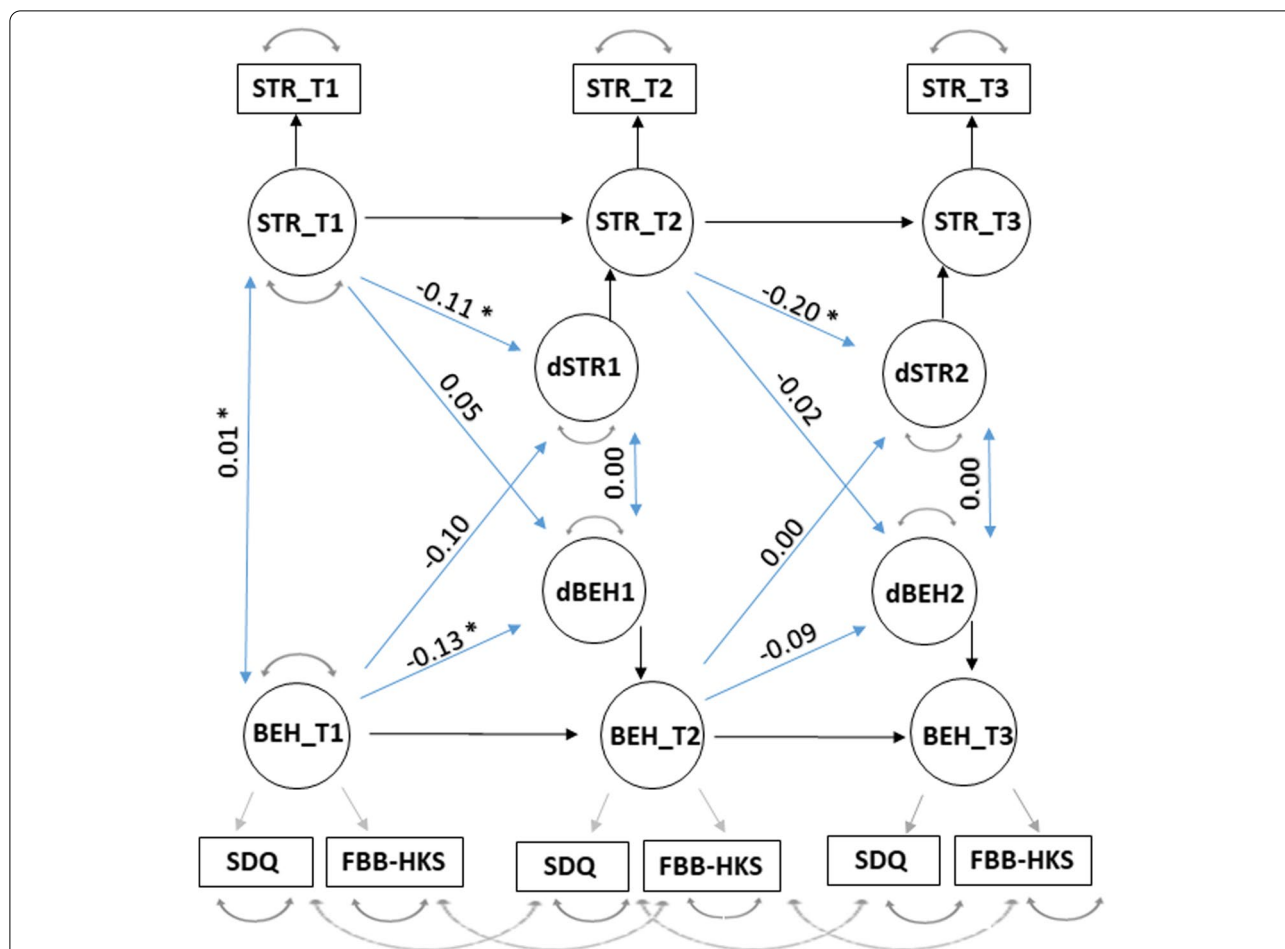 STR_T1
STR_T2
STR_T3
STR_T1
STR_T2
STR_T3
-0.11 *
-0.20 *
dSTR1
dSTR2
0.05
-0.02
0.01 *
0.00
0.00
-0.10
0.00
dBEH1
dBEH2
-0.13 *
-0.09
BEH_T1
BEH_T2
BEH_T3
SDQ
FBB-HKS
SDQ
FBB-HKS
SDQ
FBB-HKS